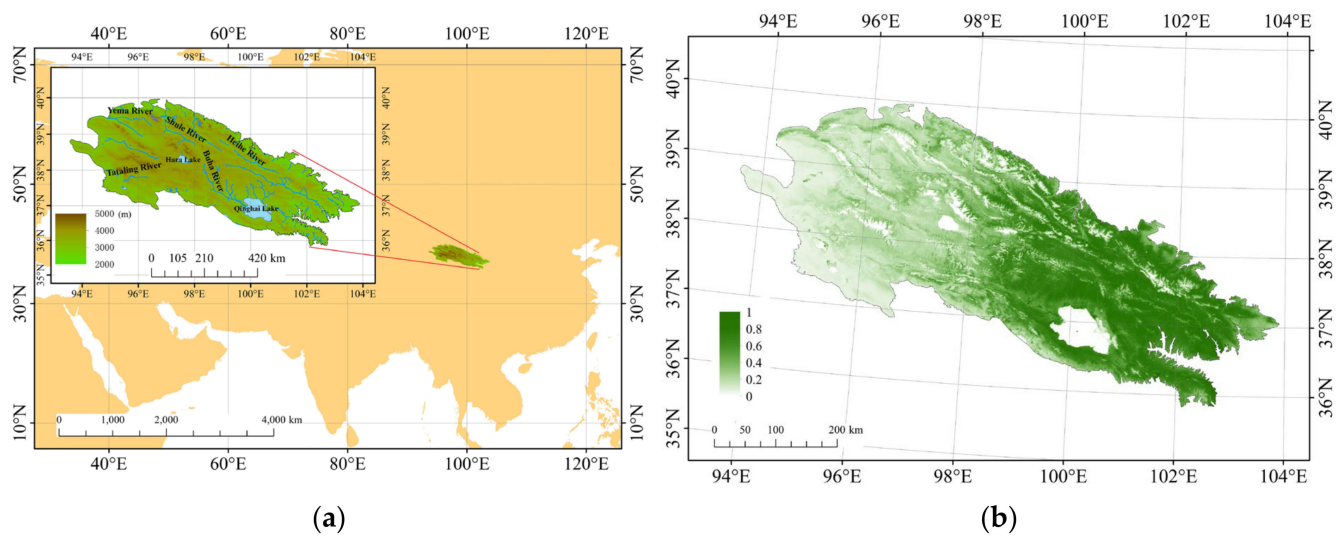 40°E 60°E 80°E 100°E 120°E
94°E 96°E 98°E 100°E 102°E 104°E
70°N
50°N
30°N
10°N
40°N
39°N
38°N
37°N
36°N
35°N
Yema River
Shule River
Heihe River
Hara Lake
Buha River
Tataling River
Qinghai Lake
5000 (m)
4000
3000
2000
0 105 210 420 km
40°N
39°N
38°N
37°N
36°N
35°N
94°E 96°E 98°E 100°E 102°E 104°E
70°N
50°N
30°N
10°N
0 1,000 2,000 4,000 km
40°E 60°E 80°E 100°E 120°E
(a)
94°E 96°E 98°E 100°E 102°E 104°E
40°N
39°N
38°N
37°N
36°N
35°N
1
0.8
0.6
0.4
0.2
0
0 50 100 200 km
40°N
39°N
38°N
37°N
36°N
94°E 96°E 98°E 100°E 102°E 104°E
(b)